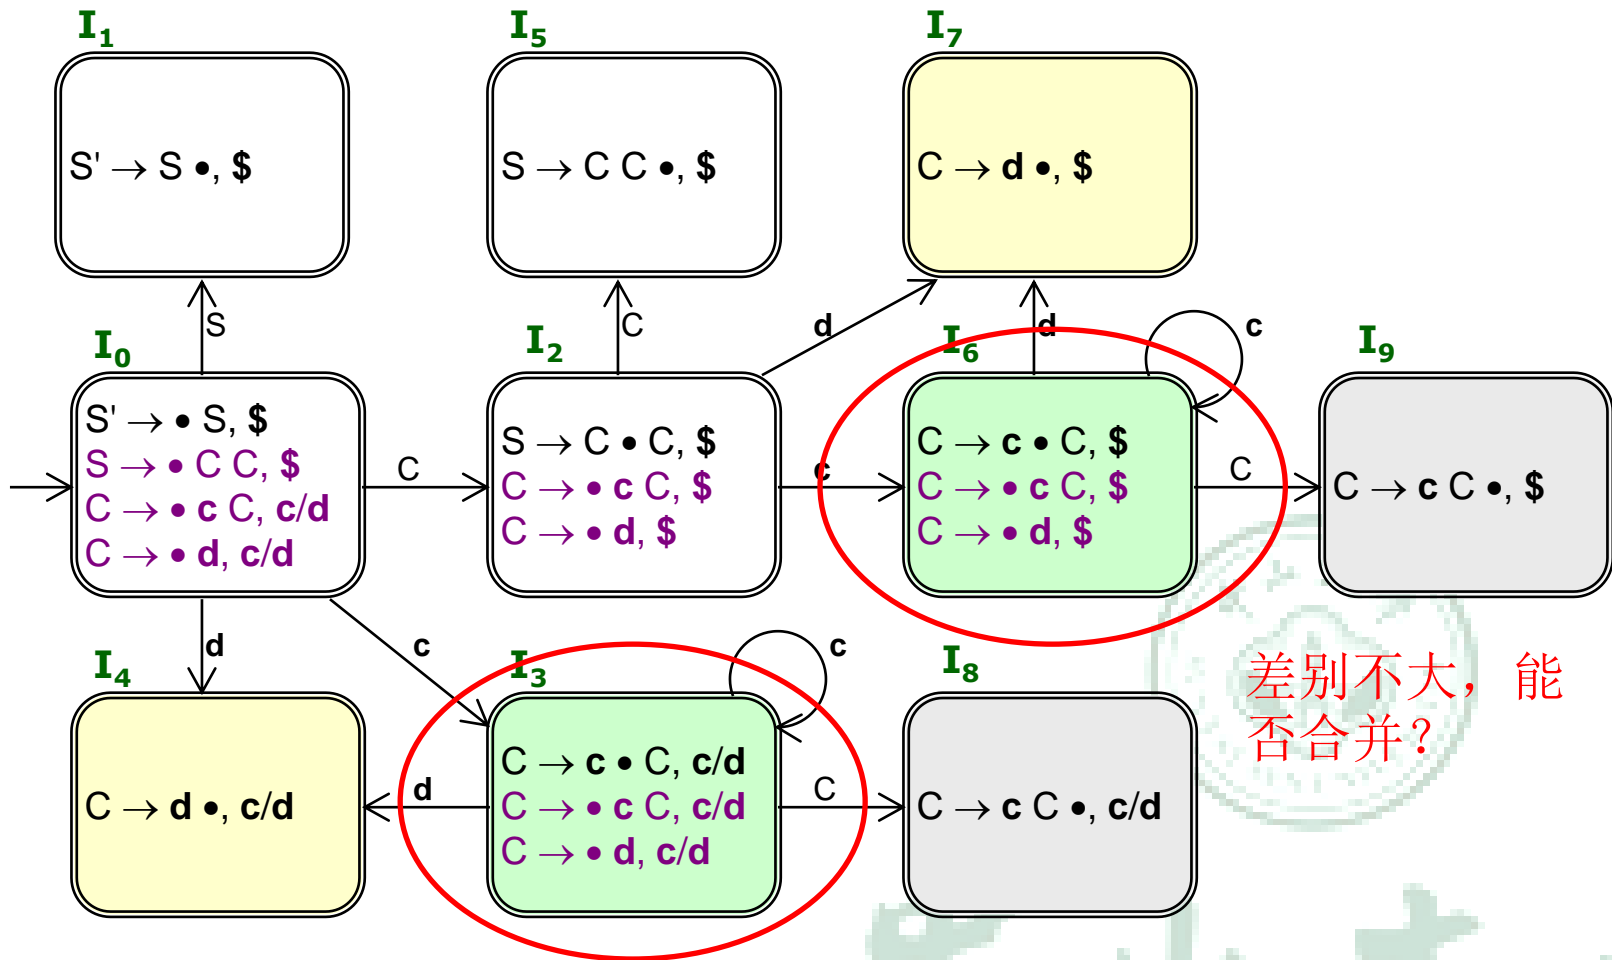 I₁
S' → S •, $
I₅
S → C C •, $
I₇
C → d •, $
S
C
d
d
c
I₀
S' → • S, $
S → • C C, $
C → • c C, c/d
C → • d, c/d
C
I₂
S → C • C, $
C → • c C, $
C → • d, $
c
I₆
C → c • C, $
C → • c C, $
C → • d, $
C
I₉
C → c C •, $
d
c
c
I₄
C → d •, c/d
d
I₃
C → c • C, c/d
C → • c C, c/d
C → • d, c/d
C
I₈
C → c C •, c/d
差别不大，能
否合并？